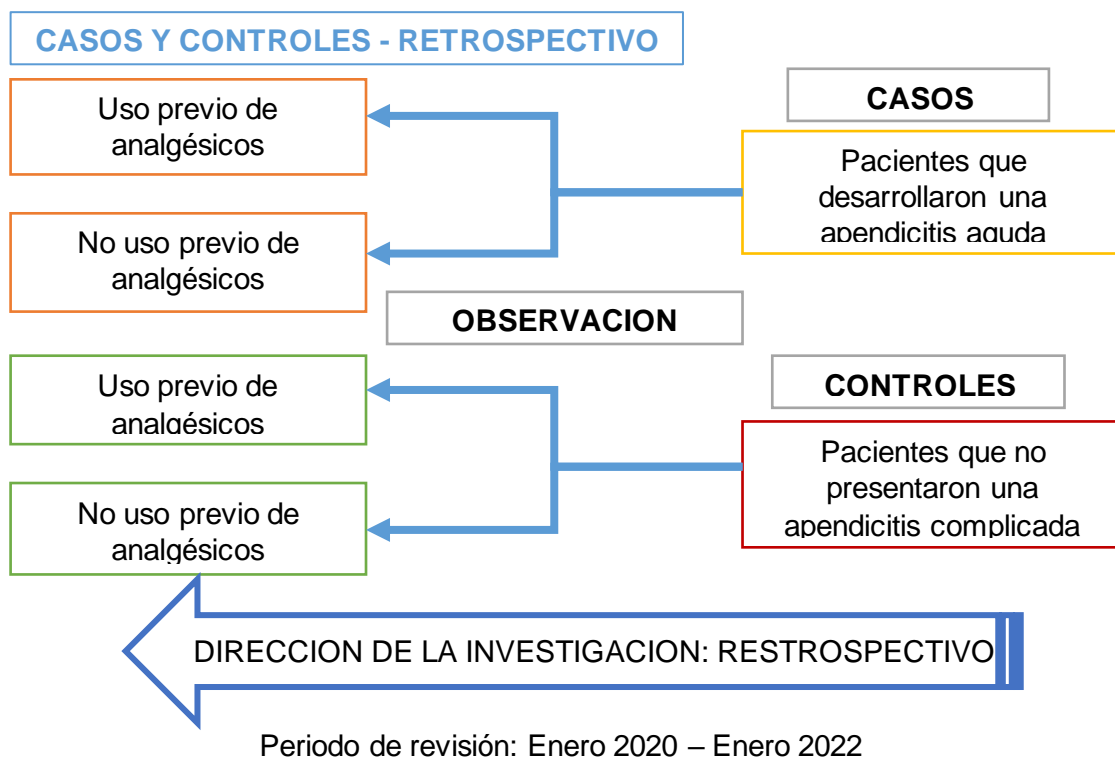 CASOS Y CONTROLES - RETROSPECTIVO
Uso previo de
analgésicos
CASOS
Pacientes que
desarrollaron una
apendicitis aguda
No uso previo de
analgésicos
OBSERVACION
Uso previo de
analgésicos
CONTROLES
Pacientes que no
presentaron una
apendicitis complicada
No uso previo de
analgésicos
DIRECCION DE LA INVESTIGACION: RESTROSPECTIVO
Periodo de revisión: Enero 2020 – Enero 2022